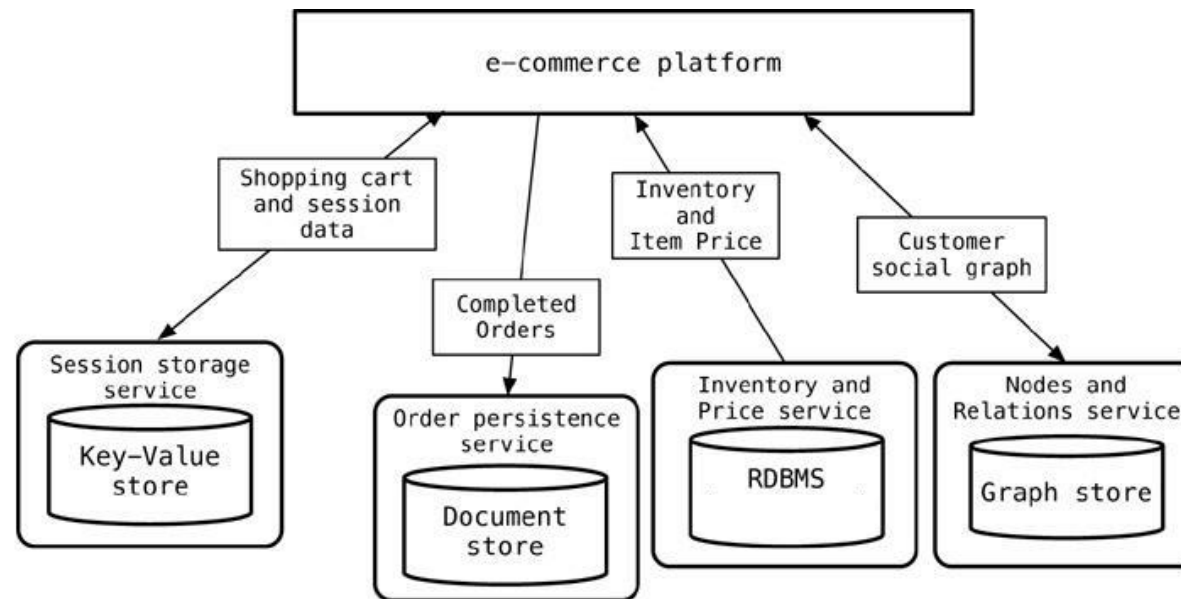 e-commerce platform
Shopping cart
and session
data
Inventory
and
Item Price
Customer
social graph
Completed
Orders
Session storage
service
Key-Value
store
Order persistence
service
Document
store
Inventory and
Price service
RDBMS
Nodes and
Relations service
Graph store